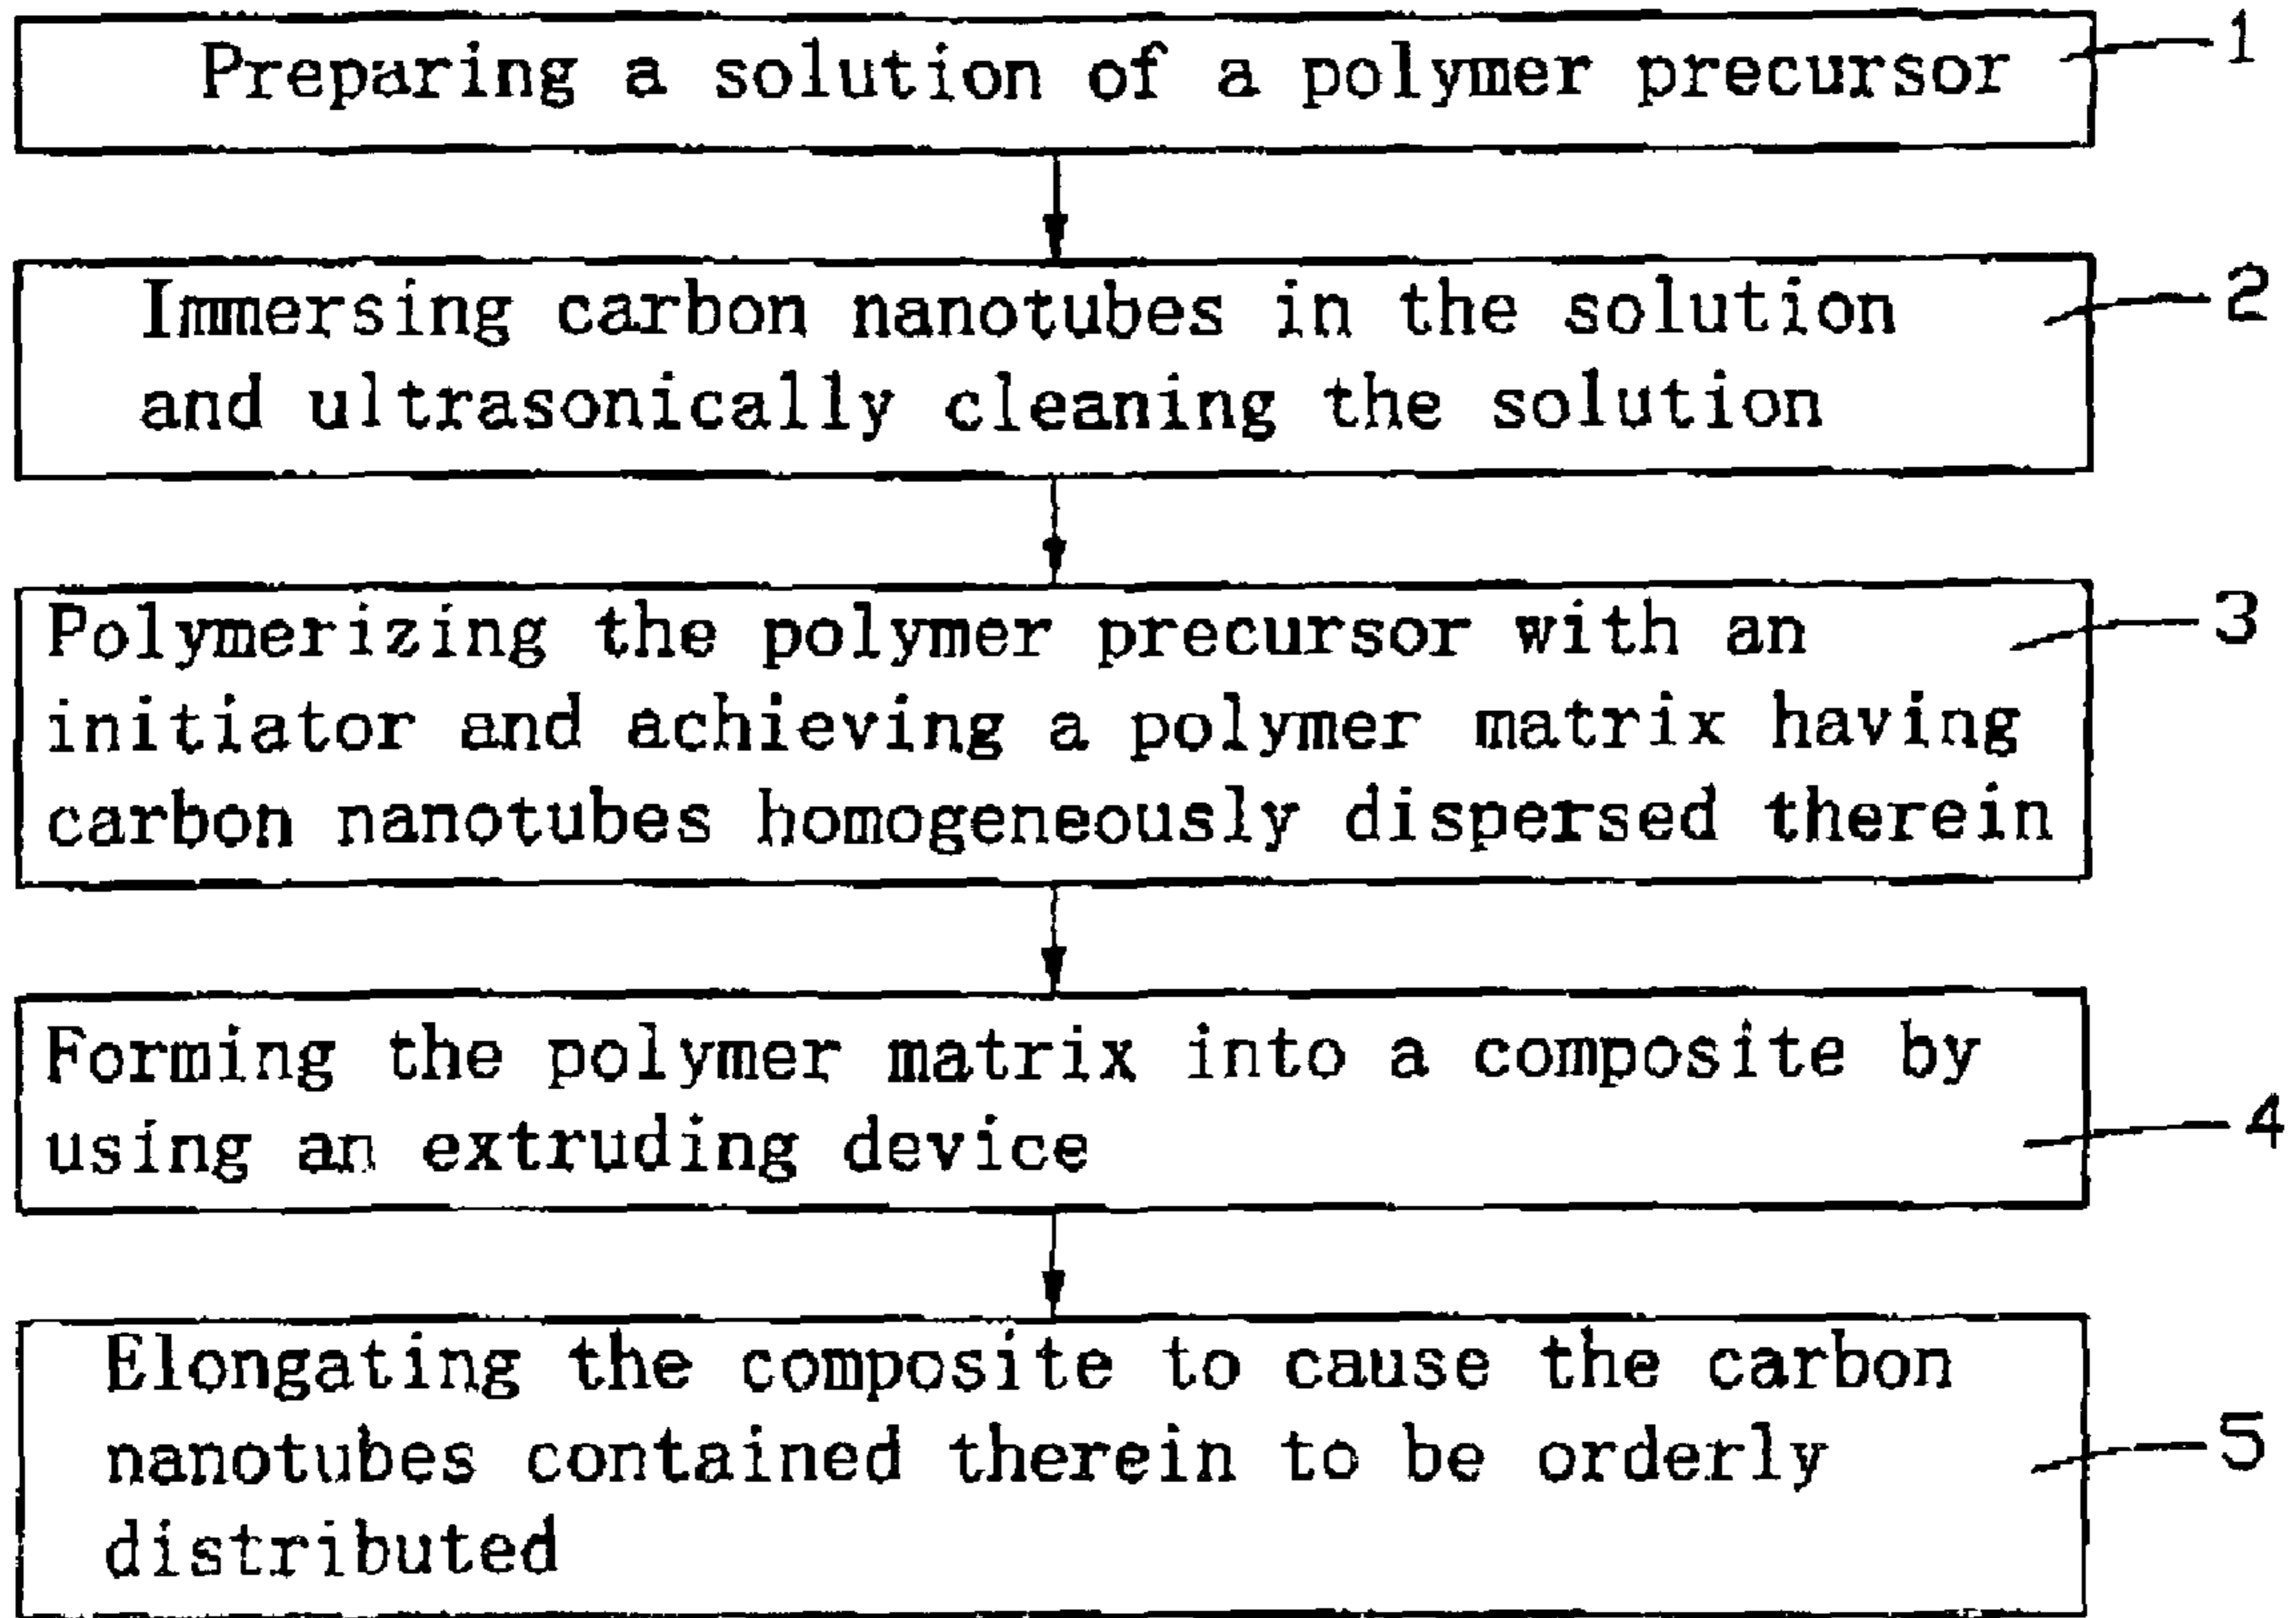 Preparing a solution of a polymer precursor
1
Immersing carbon nanotubes in the solution
2
and ultrasonically cleaning the solution
Polymerizing the polymer precursor with an
3
initiator and achieving a polymer matrix having
carbon nanotubes homogeneously dispersed therein
Forming the polymer matrix into a composite by
using an extruding device
4
Elongating the composite to cause the carbon
nanotubes contained therein to be orderly
5
distributed